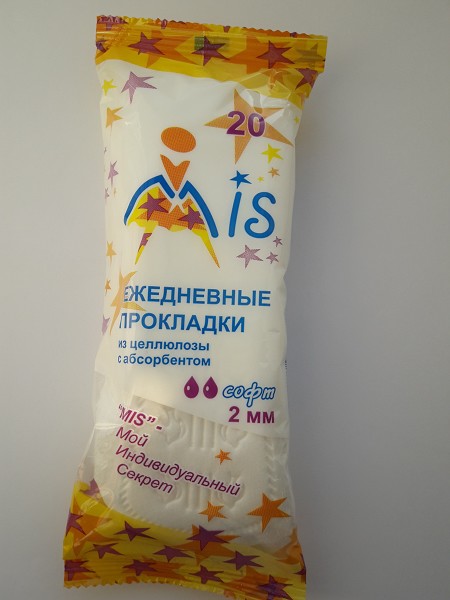 20
Mis
ЕЖЕДНЕВНЫЕ
ПРОКЛАДКИ
из целлюлозы
с абсорбентом
софт
2 мм
"MIS"-
Мой
Индивидуальный
Секрет